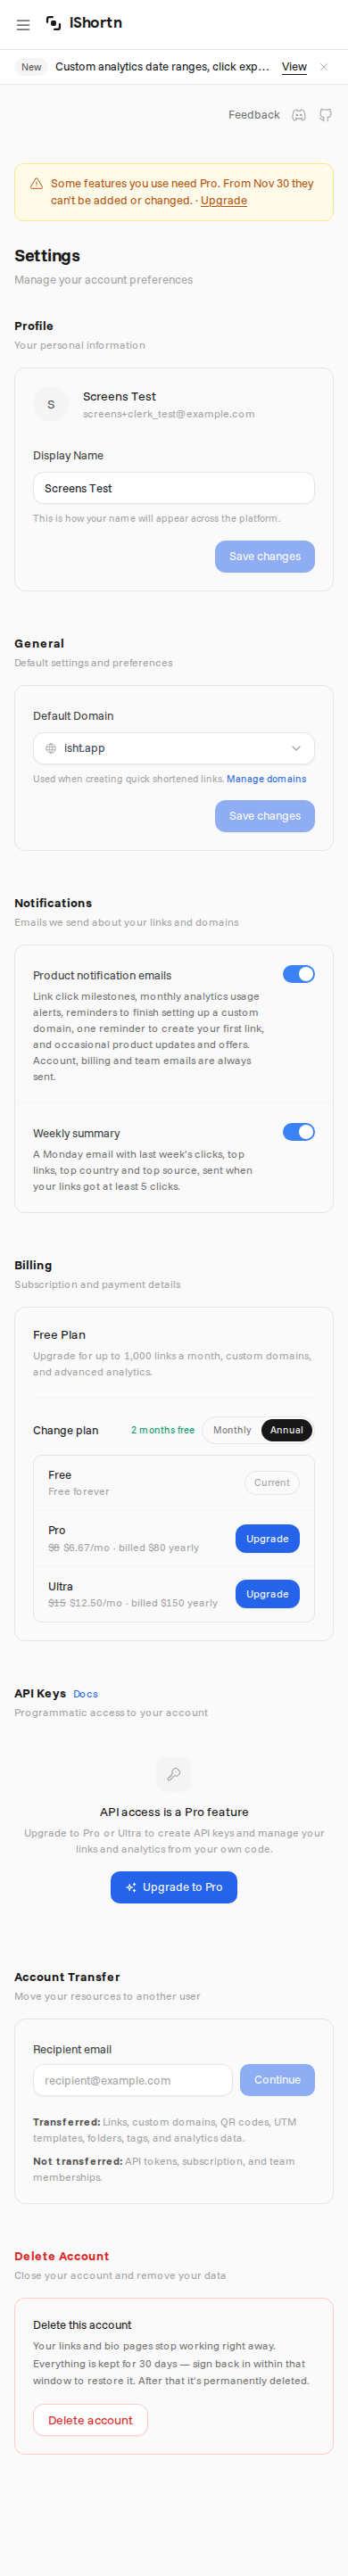 IShortn
New Custom analytics date ranges, click exp... View
Feedback
Some features you use need Pro. From Nov 30 they
can't be added or changed. · Upgrade
Settings
Manage your account preferences
Profile
Your personal information
S
Screens Test
screens+clerk_test@example.com
Display Name
Screens Test
This is how your name will appear across the platform.
Save changes
General
Default settings and preferences
Default Domain
isht.app
Used when creating quick shortened links. Manage domains
Save changes
Notifications
Emails we send about your links and domains
Product notification emails
Link click milestones, monthly analytics usage
alerts, reminders to finish setting up a custom
domain, one reminder to create your first link,
and occasional product updates and offers.
Account, billing and team emails are always
sent.
Weekly summary
A Monday email with last week's clicks, top
links, top country and top source, sent when
your links got at least 5 clicks.
Billing
Subscription and payment details
Free Plan
Upgrade for up to 1,000 links a month, custom domains,
and advanced analytics.
Change plan 2 months free Monthly Annual
Free
Free forever
Current
Pro
$8 $6.67/mo · billed $80 yearly
Upgrade
Ultra
$15 $12.50/mo · billed $150 yearly
Upgrade
API Keys Docs
Programmatic access to your account
API access is a Pro feature
Upgrade to Pro or Ultra to create API keys and manage your
links and analytics from your own code.
Upgrade to Pro
Account Transfer
Move your resources to another user
Recipient email
recipient@example.com
Continue
Transferred: Links, custom domains, QR codes, UTM
templates, folders, tags, and analytics data.
Not transferred: API tokens, subscription, and team
memberships.
Delete Account
Close your account and remove your data
Delete this account
Your links and bio pages stop working right away.
Everything is kept for 30 days — sign back in within that
window to restore it. After that it's permanently deleted.
Delete account